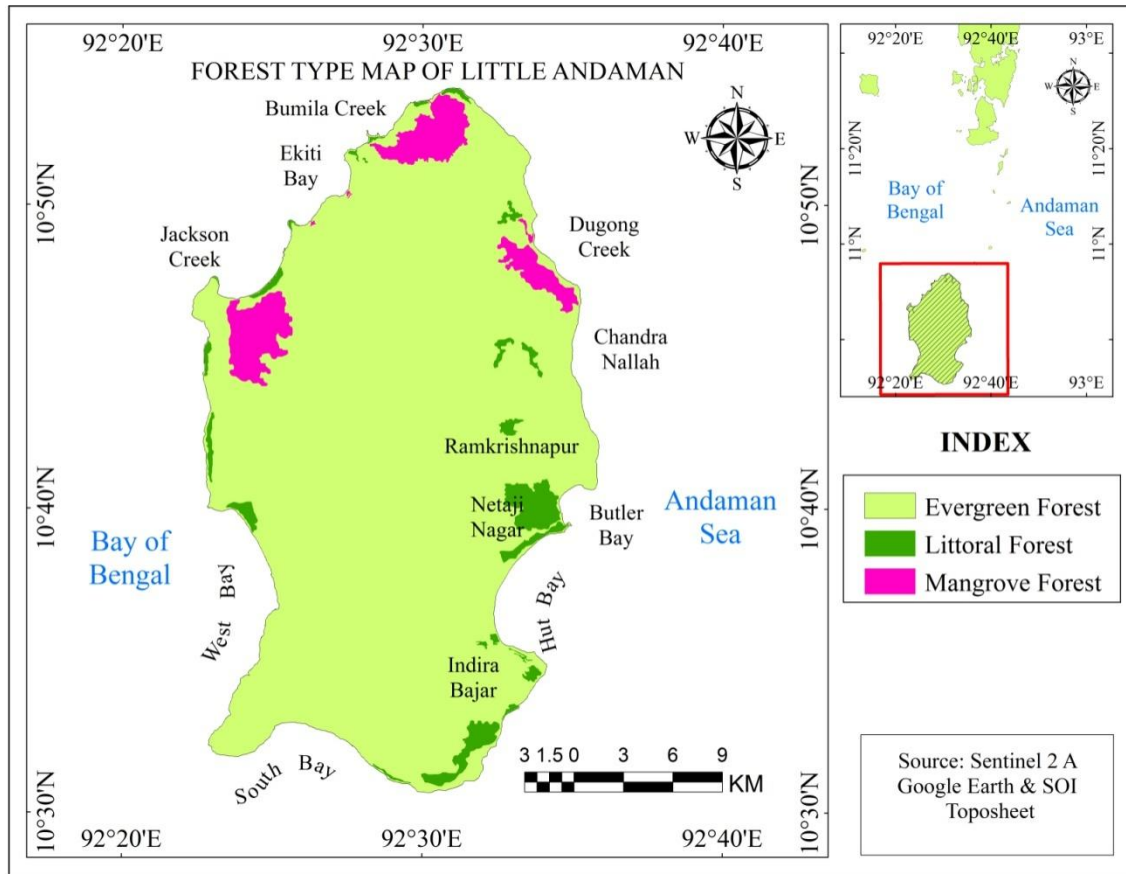 92°20'E 92°30'E 92°40'E
FOREST TYPE MAP OF LITTLE ANDAMAN
Bumila Creek
Ekiti
Bay
Jackson
Creek
Dugong
Creek
Chandra
Nallah
Ramkrishnapur
Netaji
Nagar
Butler
Bay
Andaman
Sea
Bay of
Bengal
West Bay
Hut Bay
Indira
Bajar
South Bay
N
W E
S
3 1.5 0 3 6 9
KM
10°50'N
10°40'N
10°30'N
10°50'N
10°40'N
10°30'N
92°20'E 92°30'E 92°40'E
92°20'E 92°40'E 93°E
N
W E
S
11°20'N
11°N
11°20'N
11°N
Bay of
Bengal
Andaman
Sea
92°20'E 92°40'E 93°E
INDEX
Evergreen Forest
Littoral Forest
Mangrove Forest
Source: Sentinel 2 A
Google Earth & SOI
Toposheet